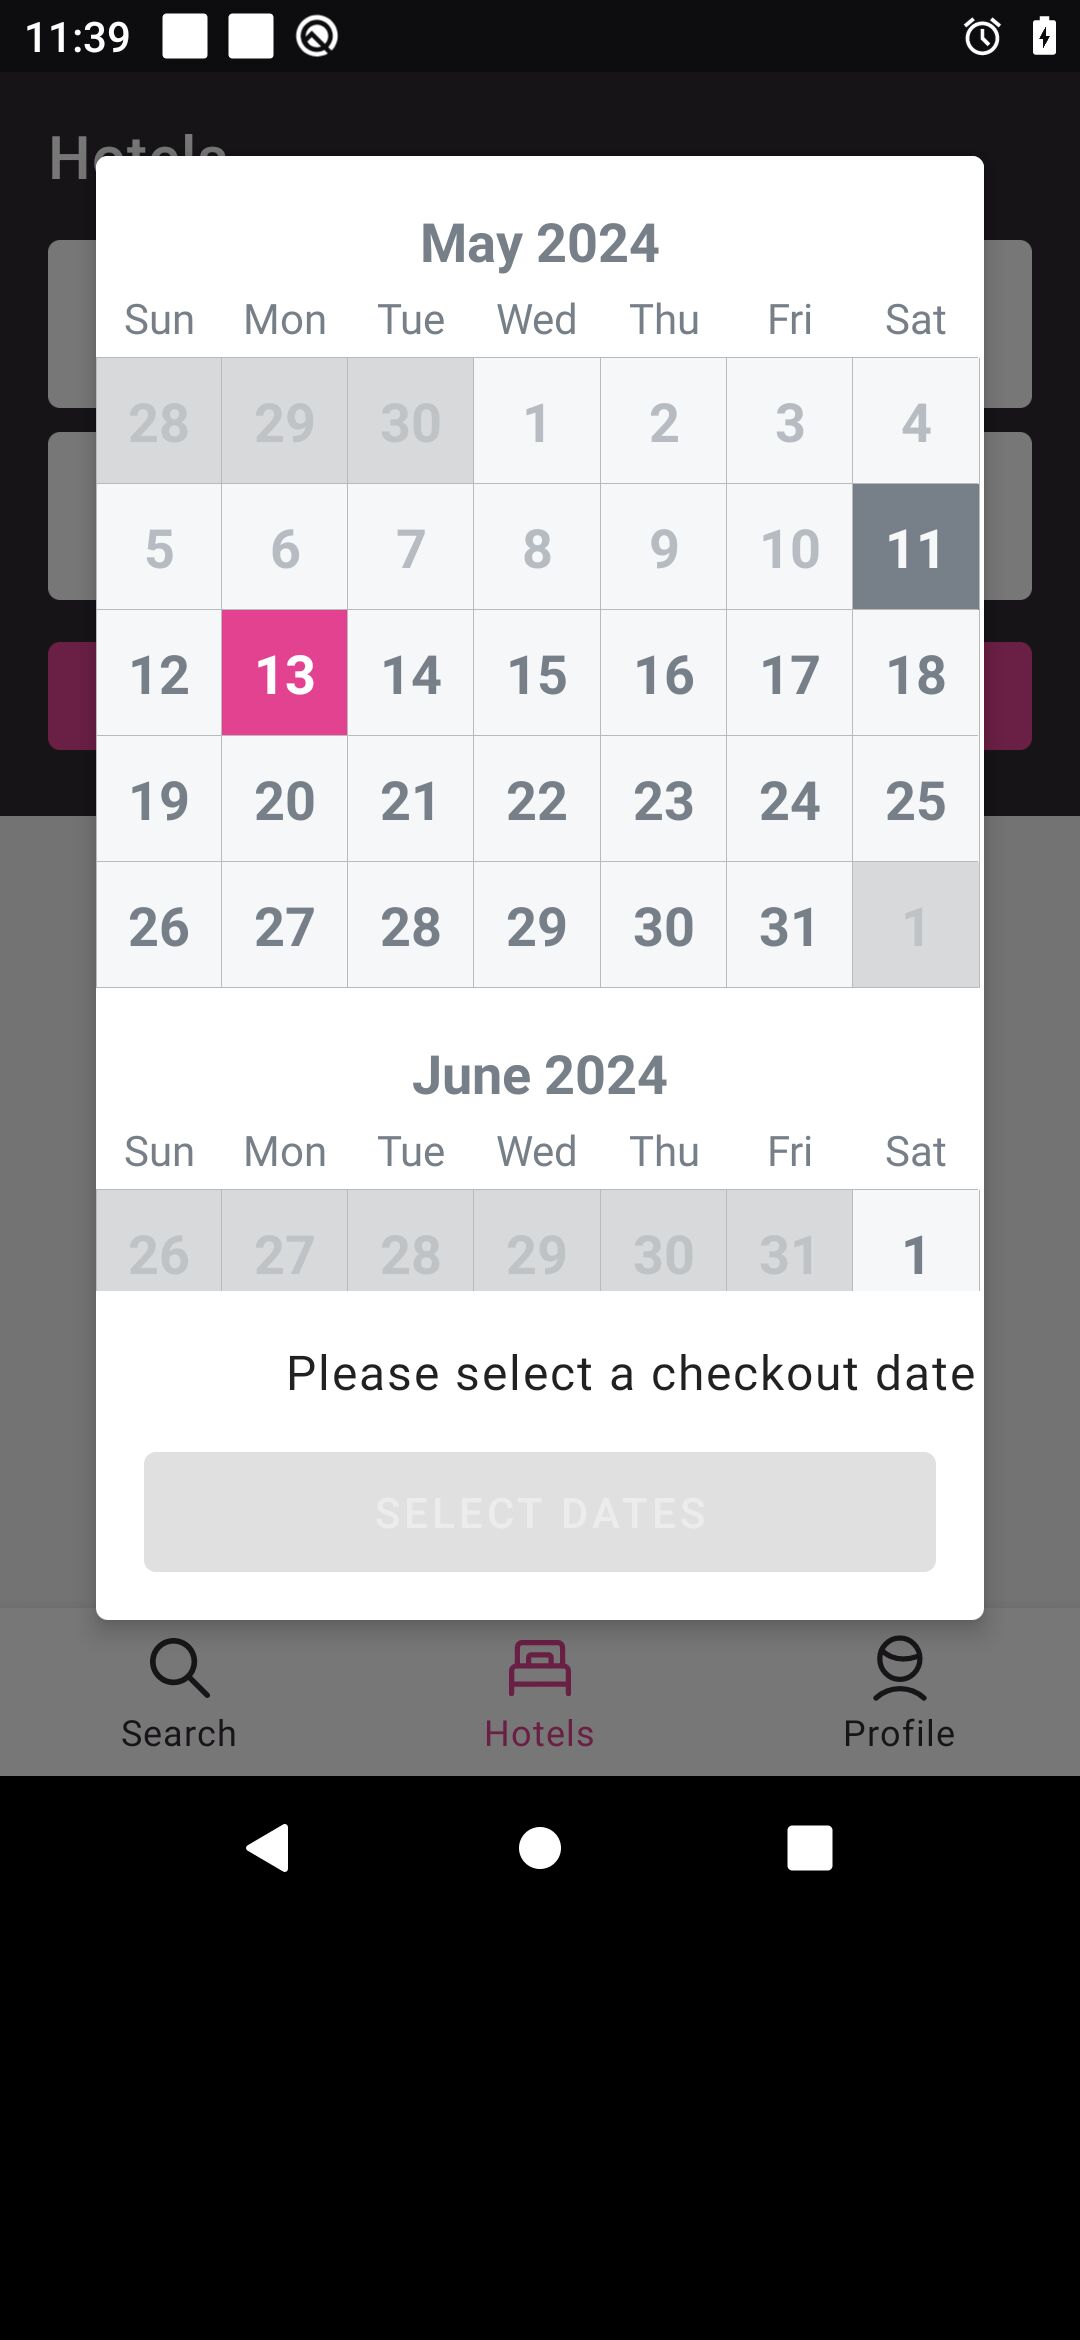 11:39
Hotels
May 2024
Sun Mon Tue Wed Thu Fri Sat
28 29 30 1 2 3 4
5 6 7 8 9 10 11
12 13 14 15 16 17 18
19 20 21 22 23 24 25
26 27 28 29 30 31 1
June 2024
Sun Mon Tue Wed Thu Fri Sat
26 27 28 29 30 31 1
Please select a checkout date
SELECT DATES
Search Hotels Profile